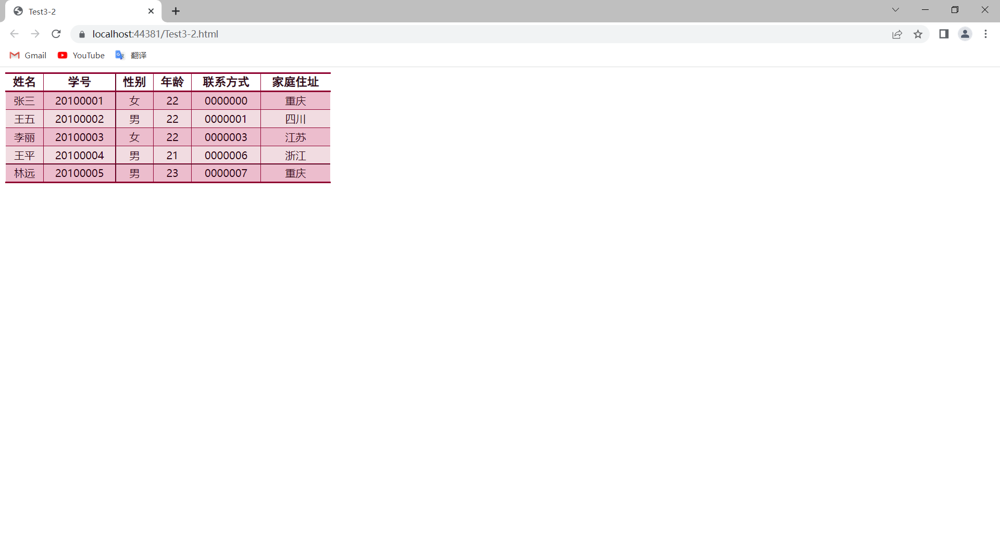 Test3-2
localhost:44381/Test3-2.html
Gmail YouTube 翻译
姓名 学号 性别 年龄 联系方式 家庭住址
张三 20100001 女 22 0000000 重庆
王五 20100002 男 22 0000001 四川
李丽 20100003 女 22 0000003 江苏
王平 20100004 男 21 0000006 浙江
林远 20100005 男 23 0000007 重庆